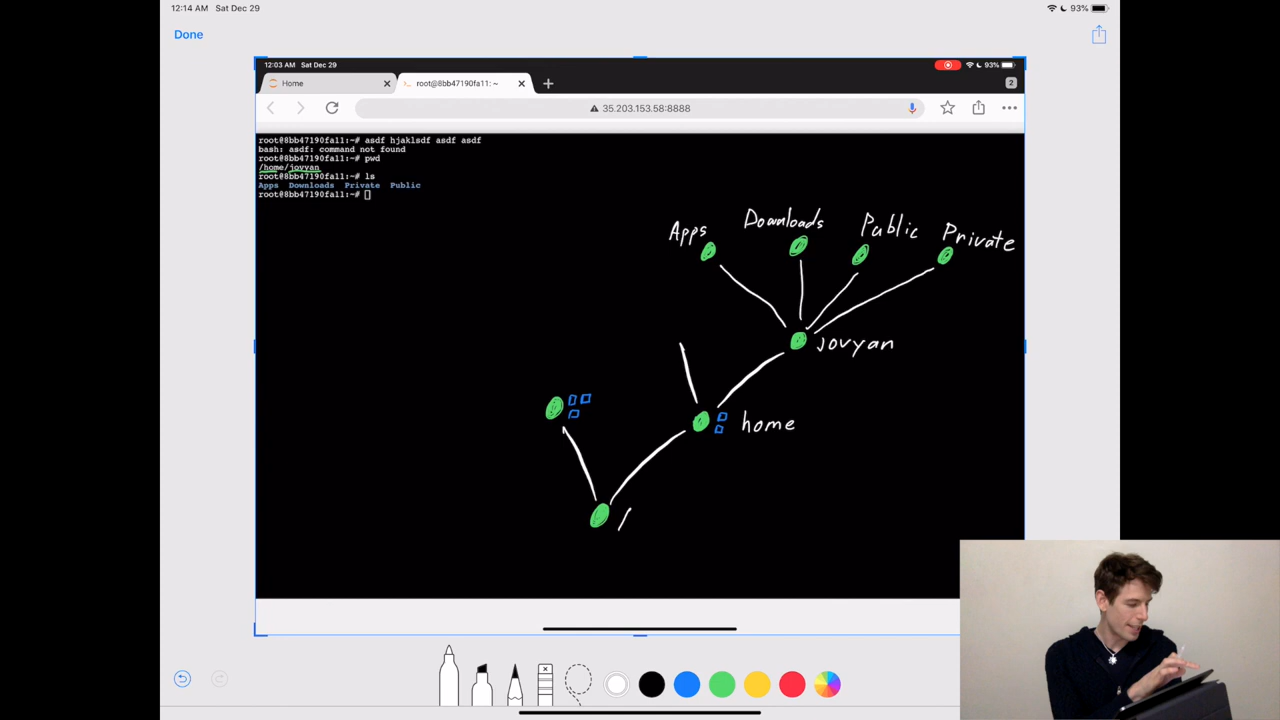 12:14 AM Sat Dec 29
93%
Done
12:03 AM Sat Dec 29
93%
Home
root@8bb47190fa11: ~
2
35.203.153.58:8888
root@8bb47190fa11:~# asdf hjaklsdf asdf asdf
bash: asdf: command not found
root@8bb47190fa11:~# pwd
/home/jovyan
root@8bb47190fa11:~# ls
Apps Downloads Private Public
root@8bb47190fa11:~#
Apps Downloads Public Private
jovyan
home
/